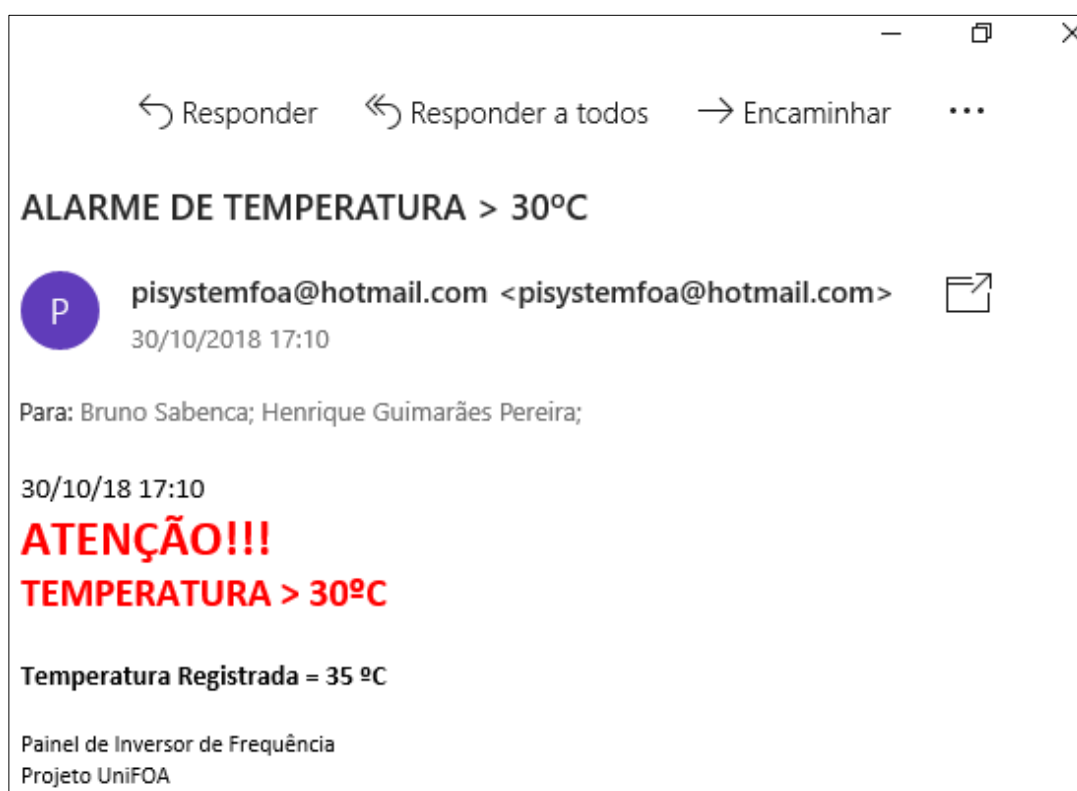 Responder Responder a todos Encaminhar ...
ALARME DE TEMPERATURA > 30ºC
P
pisystemfoa@hotmail.com <pisystemfoa@hotmail.com>
30/10/2018 17:10
Para: Bruno Sabenca; Henrique Guimarães Pereira;
30/10/18 17:10
ATENÇÃO!!!
TEMPERATURA > 30ºC
Temperatura Registrada = 35 ºC
Painel de Inversor de Frequência
Projeto UniFOA